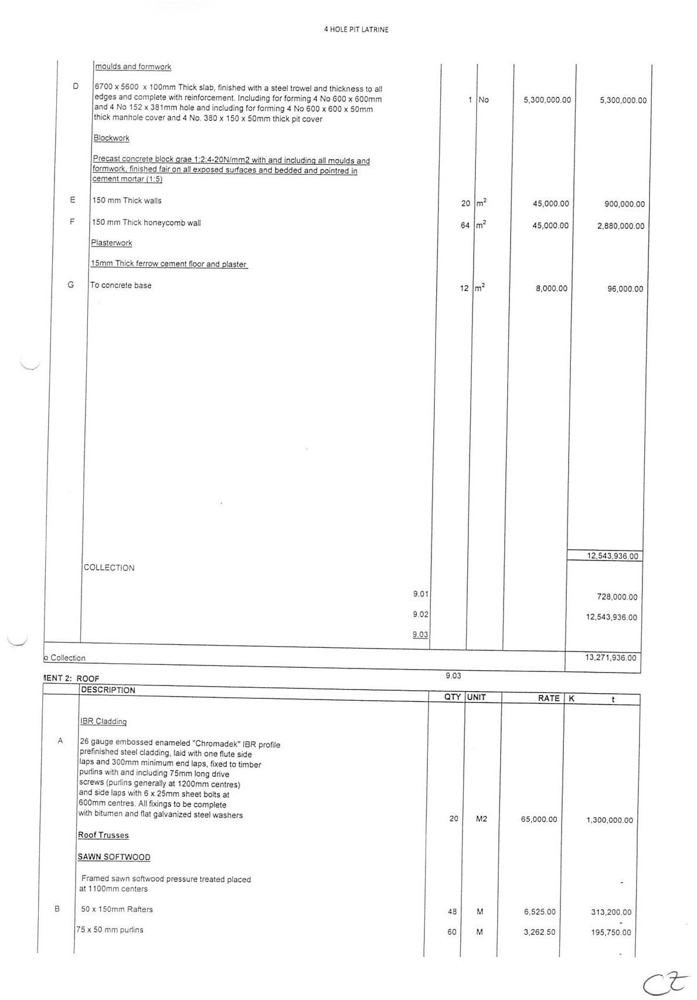 4 HOLE PIT LATRINE
moulds and formwork
D 6700 x 5600 x 100mm Thick slab, finished with a steel trowel and thickness to all
edges and complete with reinforcement. Including for forming 4 No 600 x 600mm 1 No 5,300,000.00 5,300,000.00
and 4 No 152 x 381mm hole and including for forming 4 No 600 x 600 x 50mm
thick manhole cover and 4 No. 380 x 150 x 50mm thick pit cover
Blockwork
Precast concrete block grae 1:2:4-20N/mm2 with and including all moulds and
formwork, finished fair on all exposed surfaces and bedded and pointred in
cement mortar (1:5)
E 150 mm Thick walls 20 m2 45,000.00 900,000.00
F 150 mm Thick honeycomb wall 64 m2 45,000.00 2,880,000.00
Plasterwork
15mm Thick ferrow cement floor and plaster
G To concrete base 12 m2 8,000.00 96,000.00
12,543,936.00
COLLECTION
9.01 728,000.00
9.02 12,543,936.00
9.03
o Collection 13,271,936.00
9.03
MENT 2: ROOF
DESCRIPTION QTY UNIT RATE K t
IBR Cladding
A 26 gauge embossed enameled "Chromadek" IBR profile
prefinished steel cladding, laid with one flute side
laps and 300mm minimum end laps, fixed to timber
purlins with and including 75mm long drive
screws (purlins generally at 1200mm centres)
and side laps with 6 x 25mm sheet bolts at
600mm centres. All fixings to be complete
with bitumen and flat galvanized steel washers 20 M2 65,000.00 1,300,000.00
Roof Trusses
SAWN SOFTWOOD
Framed sawn softwood pressure treated placed -
at 1100mm centers
B 50 x 150mm Rafters 48 M 6,525.00 313,200.00
-
75 x 50 mm purlins 60 M 3,262.50 195,750.00
-